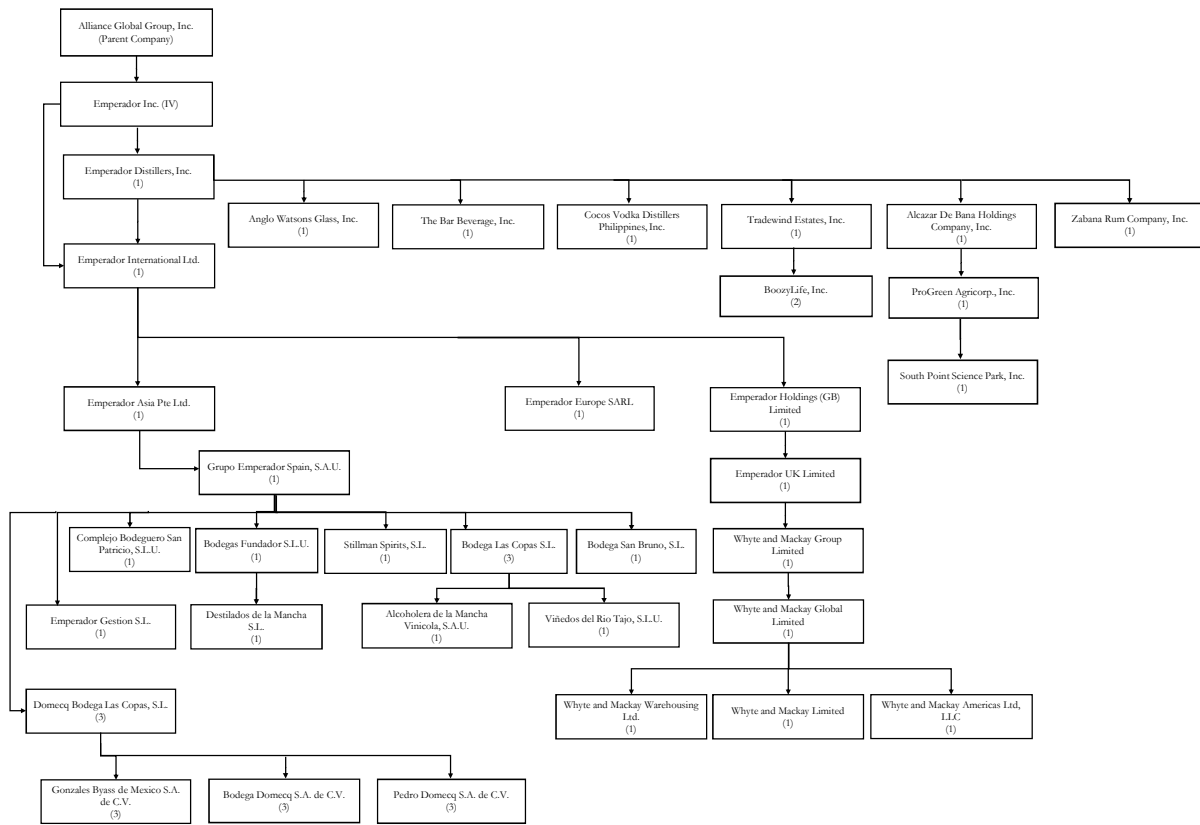 Alliance Global Group, Inc.
(Parent Company)
Emperador Inc. (IV)
Emperador Distillers, Inc.
(1)
Anglo Watsons Glass, Inc.
(1)
The Bar Beverage, Inc.
(1)
Cocos Vodka Distillers
Philippines, Inc.
(1)
Tradewind Estates, Inc.
(1)
Alcazar De Bana Holdings
Company, Inc.
(1)
Zabana Rum Company, Inc.
(1)
Emperador International Ltd.
(1)
BoozyLife, Inc.
(2)
ProGreen Agricorp., Inc.
(1)
South Point Science Park, Inc.
(1)
Emperador Asia Pte Ltd.
(1)
Emperador Europe SARL
(1)
Emperador Holdings (GB)
Limited
(1)
Grupo Emperador Spain, S.A.U.
(1)
Emperador UK Limited
(1)
Complejo Bodeguero San
Patricio, S.L.U.
(1)
Bodegas Fundador S.L.U.
(1)
Stillman Spirits, S.L.
(1)
Bodega Las Copas S.L.
(3)
Bodega San Bruno, S.L.
(1)
Whyte and Mackay Group
Limited
(1)
Emperador Gestion S.L.
(1)
Destilados de la Mancha
S.L.
(1)
Alcoholera de la Mancha
Vinicola, S.A.U.
(1)
Viñedos del Rio Tajo, S.L.U.
(1)
Whyte and Mackay Global
Limited
(1)
Domecq Bodega Las Copas, S.L.
(3)
Whyte and Mackay Warehousing
Ltd.
(1)
Whyte and Mackay Limited
(1)
Whyte and Mackay Americas Ltd,
LLC
(1)
Gonzales Byass de Mexico S.A.
de C.V.
(3)
Bodega Domecq S.A. de C.V.
(3)
Pedro Domecq S.A. de C.V.
(3)